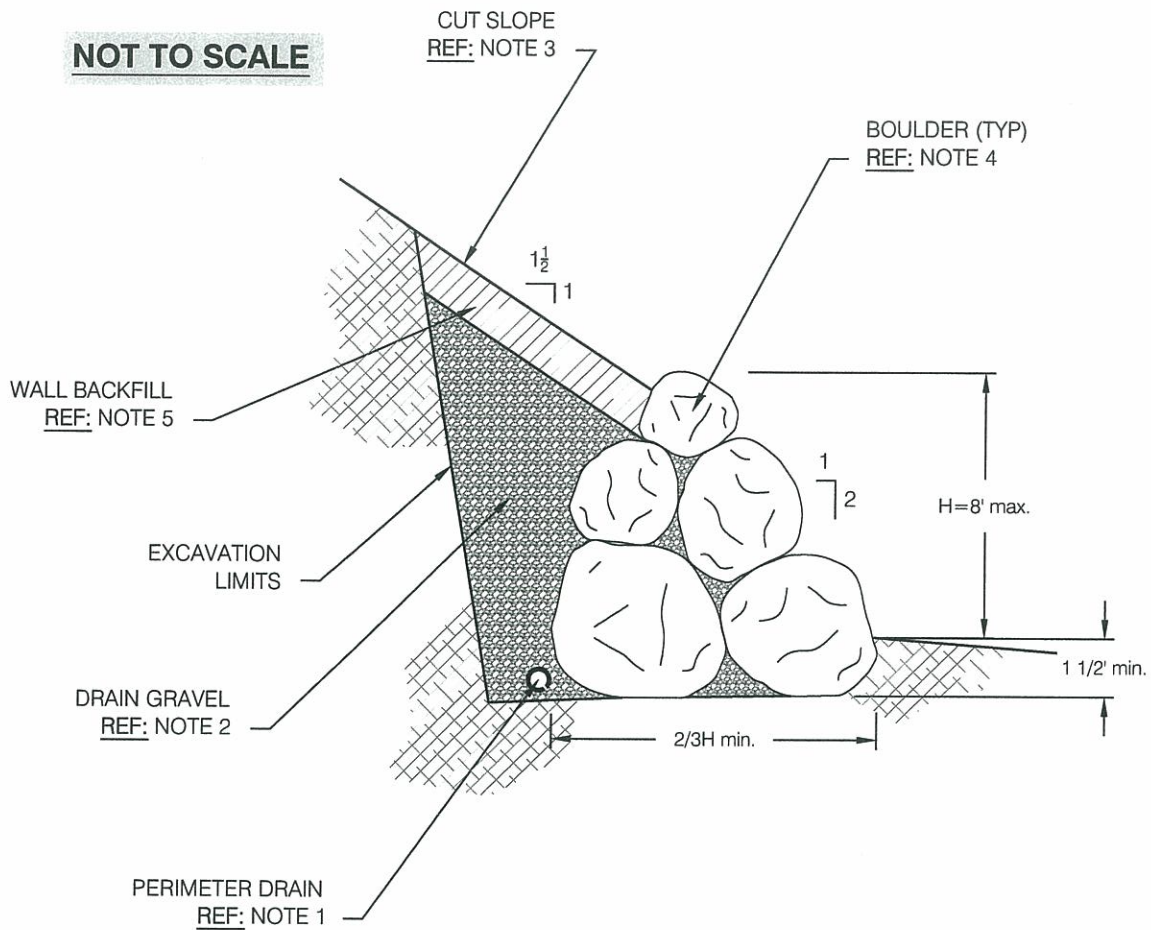 NOT TO SCALE
CUT SLOPE
REF: NOTE 3
BOULDER (TYP)
REF: NOTE 4
1½
1
WALL BACKFILL
REF: NOTE 5
1
2
H=8' max.
EXCAVATION
LIMITS
1 1/2' min.
DRAIN GRAVEL
REF: NOTE 2
2/3H min.
PERIMETER DRAIN
REF: NOTE 1